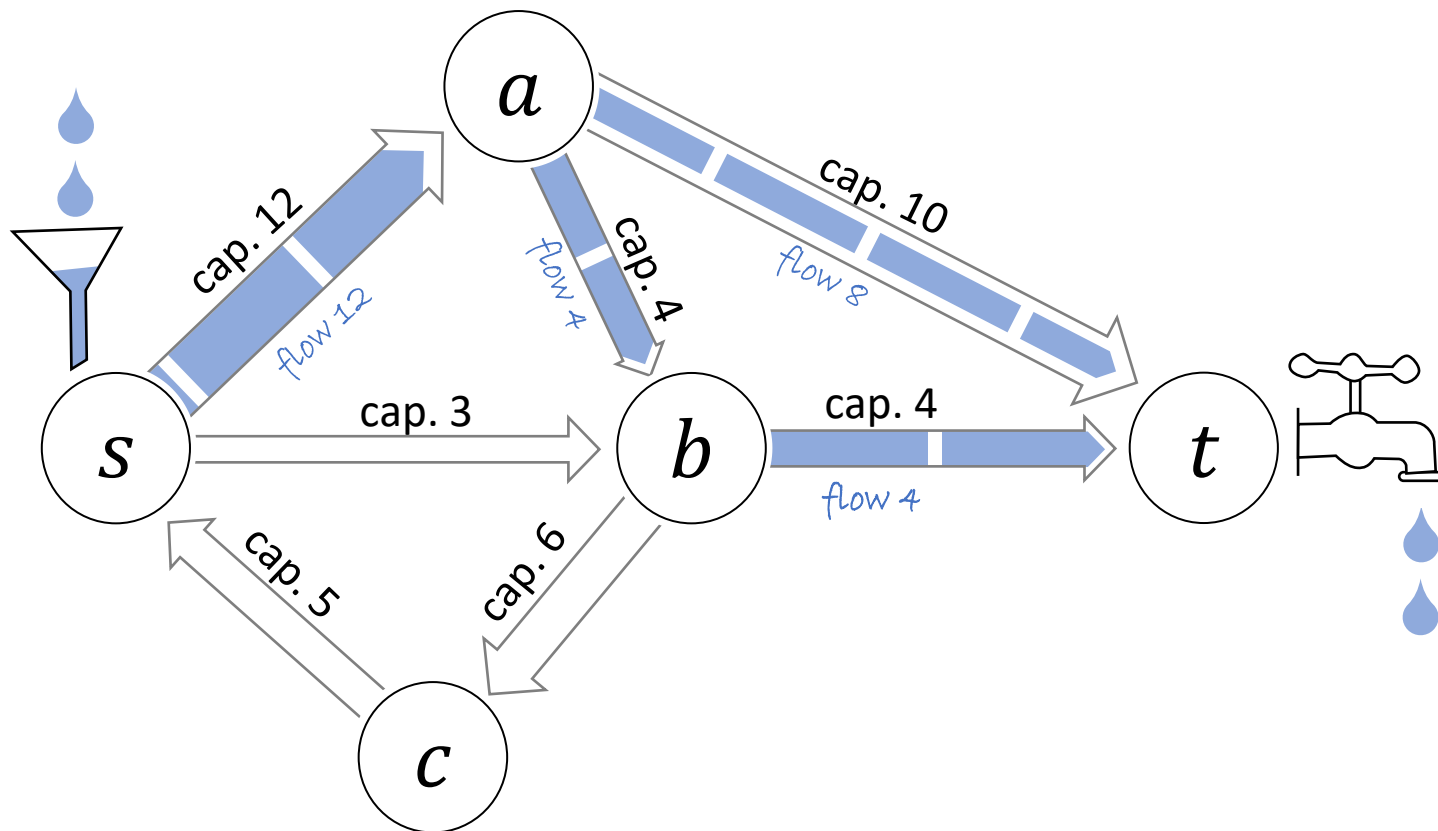 a
cap. 12
flow 12
cap. 4
flow 4
cap. 10
flow 8
s
cap. 3
b
cap. 4
flow 4
t
cap. 5
cap. 6
c